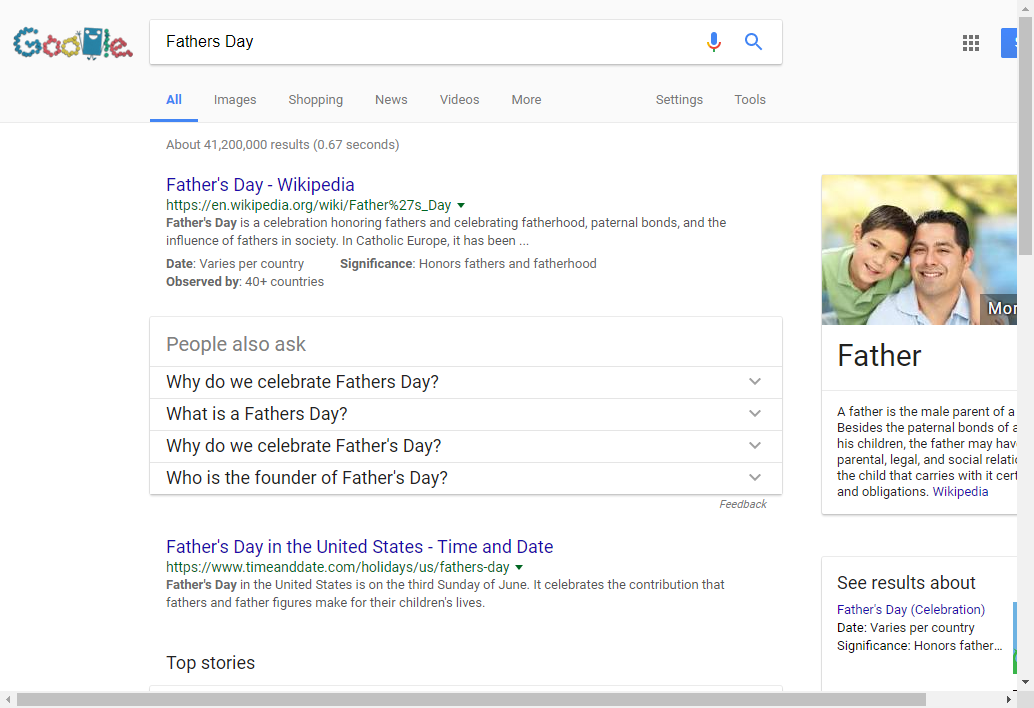 Google
Fathers Day
All Images Shopping News Videos More Settings Tools
About 41,200,000 results (0.67 seconds)
Father's Day - Wikipedia
https://en.wikipedia.org/wiki/Father%27s_Day
Father's Day is a celebration honoring fathers and celebrating fatherhood, paternal bonds, and the
influence of fathers in society. In Catholic Europe, it has been ...
Date: Varies per country Significance: Honors fathers and fatherhood
Observed by: 40+ countries
People also ask
Why do we celebrate Fathers Day?
What is a Fathers Day?
Why do we celebrate Father's Day?
Who is the founder of Father's Day?
Feedback
Father's Day in the United States - Time and Date
https://www.timeanddate.com/holidays/us/fathers-day
Father's Day in the United States is on the third Sunday of June. It celebrates the contribution that
fathers and father figures make for their children's lives.
Top stories
Father
A father is the male parent of a
Besides the paternal bonds of a
his children, the father may have
parental, legal, and social
the child that carries with it
and obligations. Wikipedia
See results about
Father's Day (Celebration)
Date: Varies per country
Significance: Honors father...